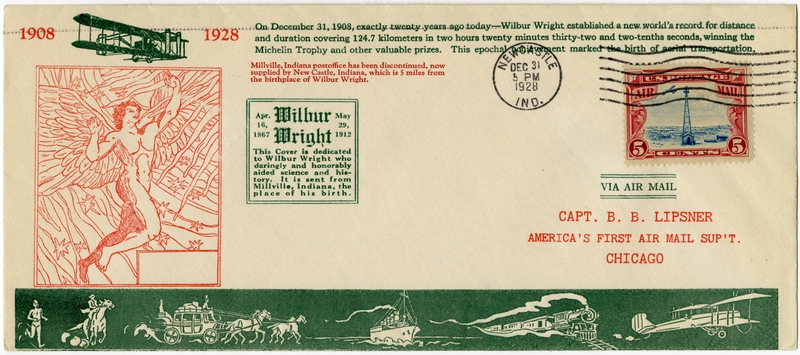 1908 1928
On December 31, 1908, exactly twenty years ago today—Wilbur Wright established a new world's record for distance
and duration covering 124.7 kilometers in two hours twenty minutes thirty-two and two-tenths seconds, winning the
Michelin Trophy and other valuable prizes. This epochal marked the birth of aerial transportation.
Millville, Indiana postoffice has been discontinued, now
supplied by New Castle, Indiana, which is 5 miles from
the birthplace of Wilbur Wright.
NEW CASTLE
DEC 31
5 PM
1928
IND.
U.S. POSTAGE
AIR MAIL
5 CENTS 5
Apr. 16, 1867
Wilbur Wright
May 29, 1912
This Cover is dedicated
to Wilbur Wright who
daringly and honorably
aided science and his-
tory. It is sent from
Millville, Indiana, the
place of his birth.
VIA AIR MAIL
CAPT. B. B. LIPSNER
AMERICA'S FIRST AIR MAIL SUP'T.
CHICAGO